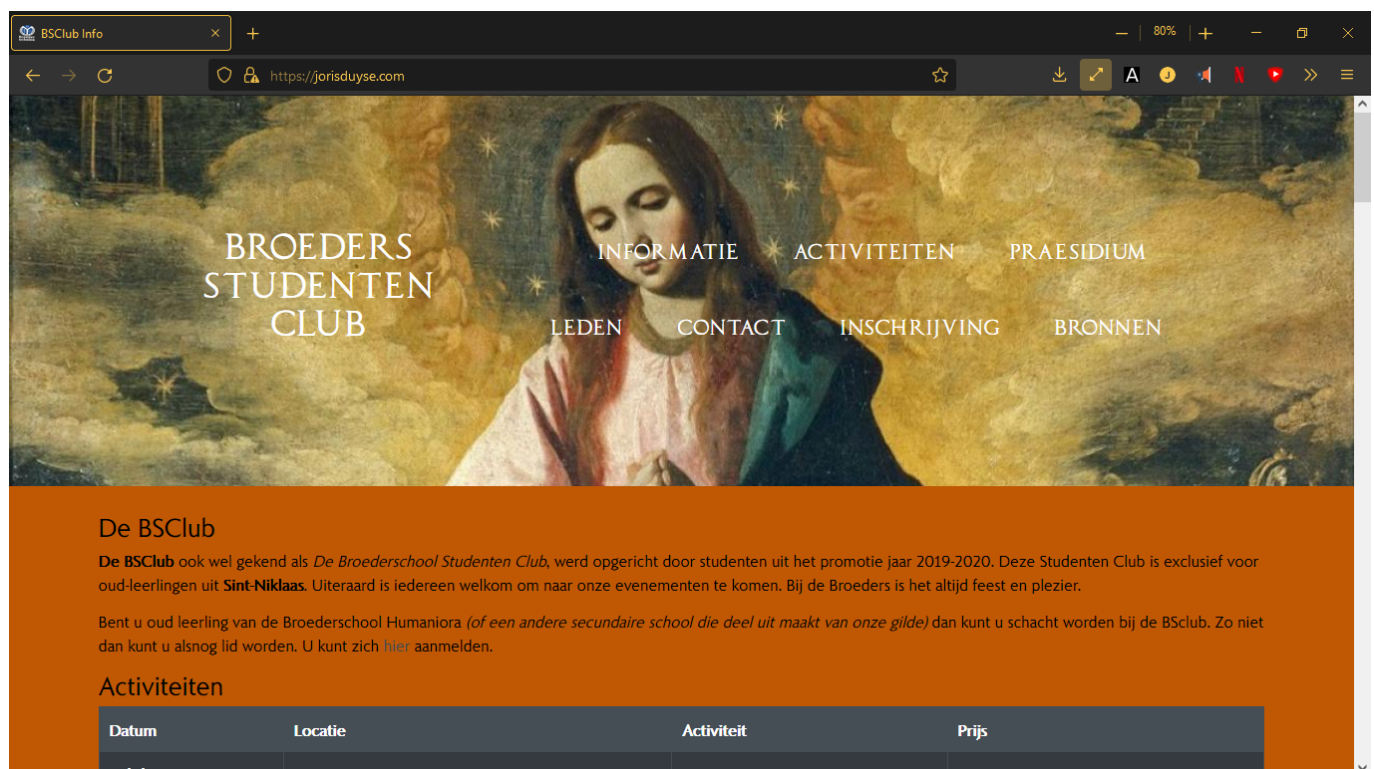 BSClub Info
80%
https://jorisduyse.com
BROEDERS
STUDENTEN
CLUB
INFORMATIE ACTIVITEITEN PRAESIDIUM
LEDEN CONTACT INSCHRIJVING BRONNEN
De BSClub
De BSClub ook wel gekend als De Broederschool Studenten Club, werd opgericht door studenten uit het promotie jaar 2019-2020. Deze Studenten Club is exclusief voor
oud-leerlingen uit Sint-Niklaas. Uiteraard is iedereen welkom om naar onze evenementen te komen. Bij de Broeders is het altijd feest en plezier.
Bent u oud leerling van de Broederschool Humaniora (of een andere secundaire school die deel uit maakt van onze gilde) dan kunt u schacht worden bij de BSclub. Zo niet
dan kunt u alsnog lid worden. U kunt zich hier aanmelden.
Activiteiten
Datum Locatie Activiteit Prijs